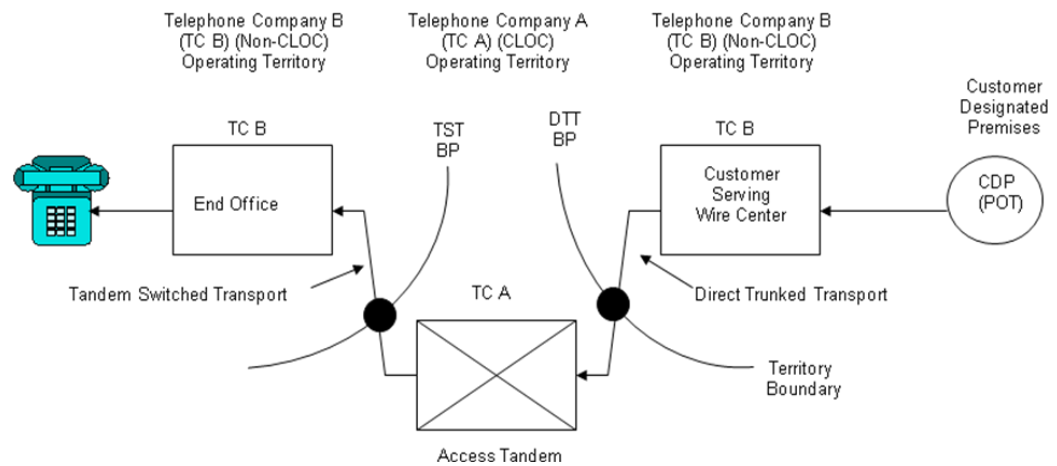 Telephone Company B
(TC B) (Non-CLOC)
Operating Territory
Telephone Company A
(TC A) (CLOC)
Operating Territory
Telephone Company B
(TC B) (Non-CLOC)
Operating Territory
Customer
Designated
Premises
TC B
TST
BP
DTT
BP
TC B
End Office
Customer
Serving
Wire Center
CDP
(POT)
Tandem Switched Transport
TC A
Direct Trunked Transport
Territory
Boundary
Access Tandem